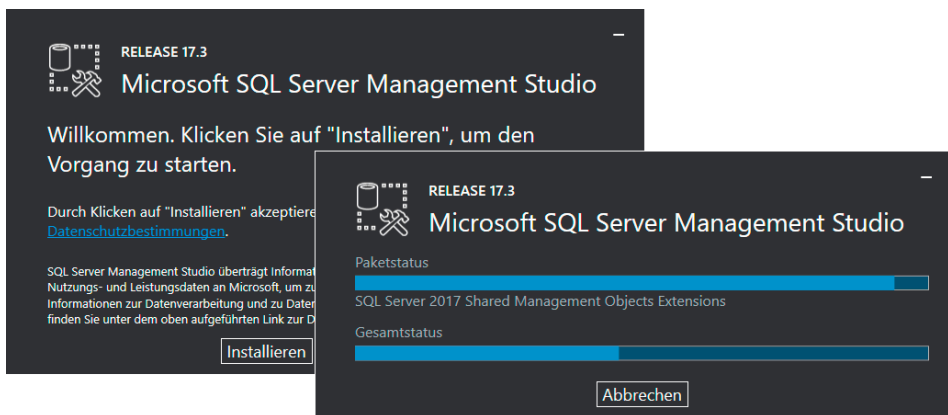 RELEASE 17.3
Microsoft SQL Server Management Studio
Willkommen. Klicken Sie auf "Installieren", um den
Vorgang zu starten.
Durch Klicken auf "Installieren" akzeptiere
Datenschutzbestimmungen.
SQL Server Management Studio überträgt Informat
Nutzungs- und Leistungsdaten an Microsoft, um zu
Informationen zur Datenverarbeitung und zu Daten
finden Sie unter dem oben aufgeführten Link zur D
Installieren
RELEASE 17.3
Microsoft SQL Server Management Studio
Paketstatus
SQL Server 2017 Shared Management Objects Extensions
Gesamtstatus
Abbrechen